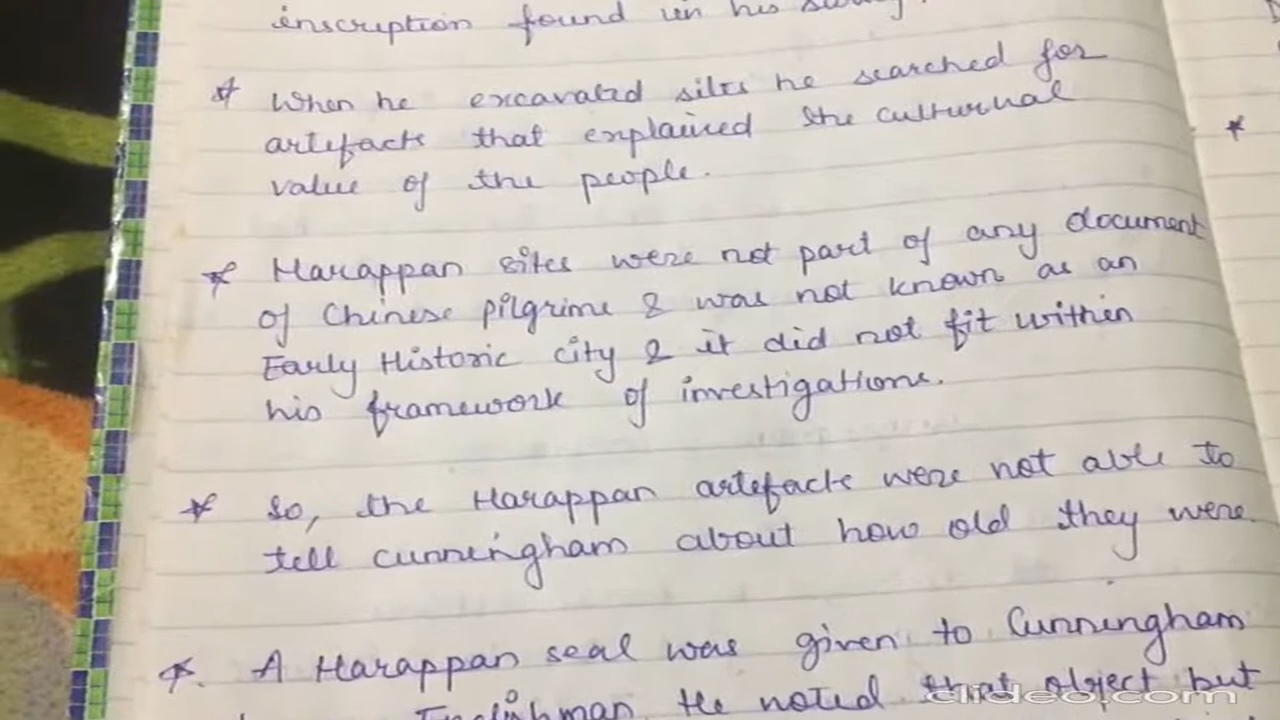 inscription found in his
★ When he excavated sites he searched for
artefacts that explained the culturnal
value of the people.
★ Harappan sites were not part of any document
of Chinese pilgrims & was not known as an
Early Historic city & it did not fit within
his framework of investigations.
★ So, the Harappan artefacts were not able to
tell cunningham about how old they were.
★. A Harappan seal was given to Cunningham
Englishman He noted that object but
clideo.com